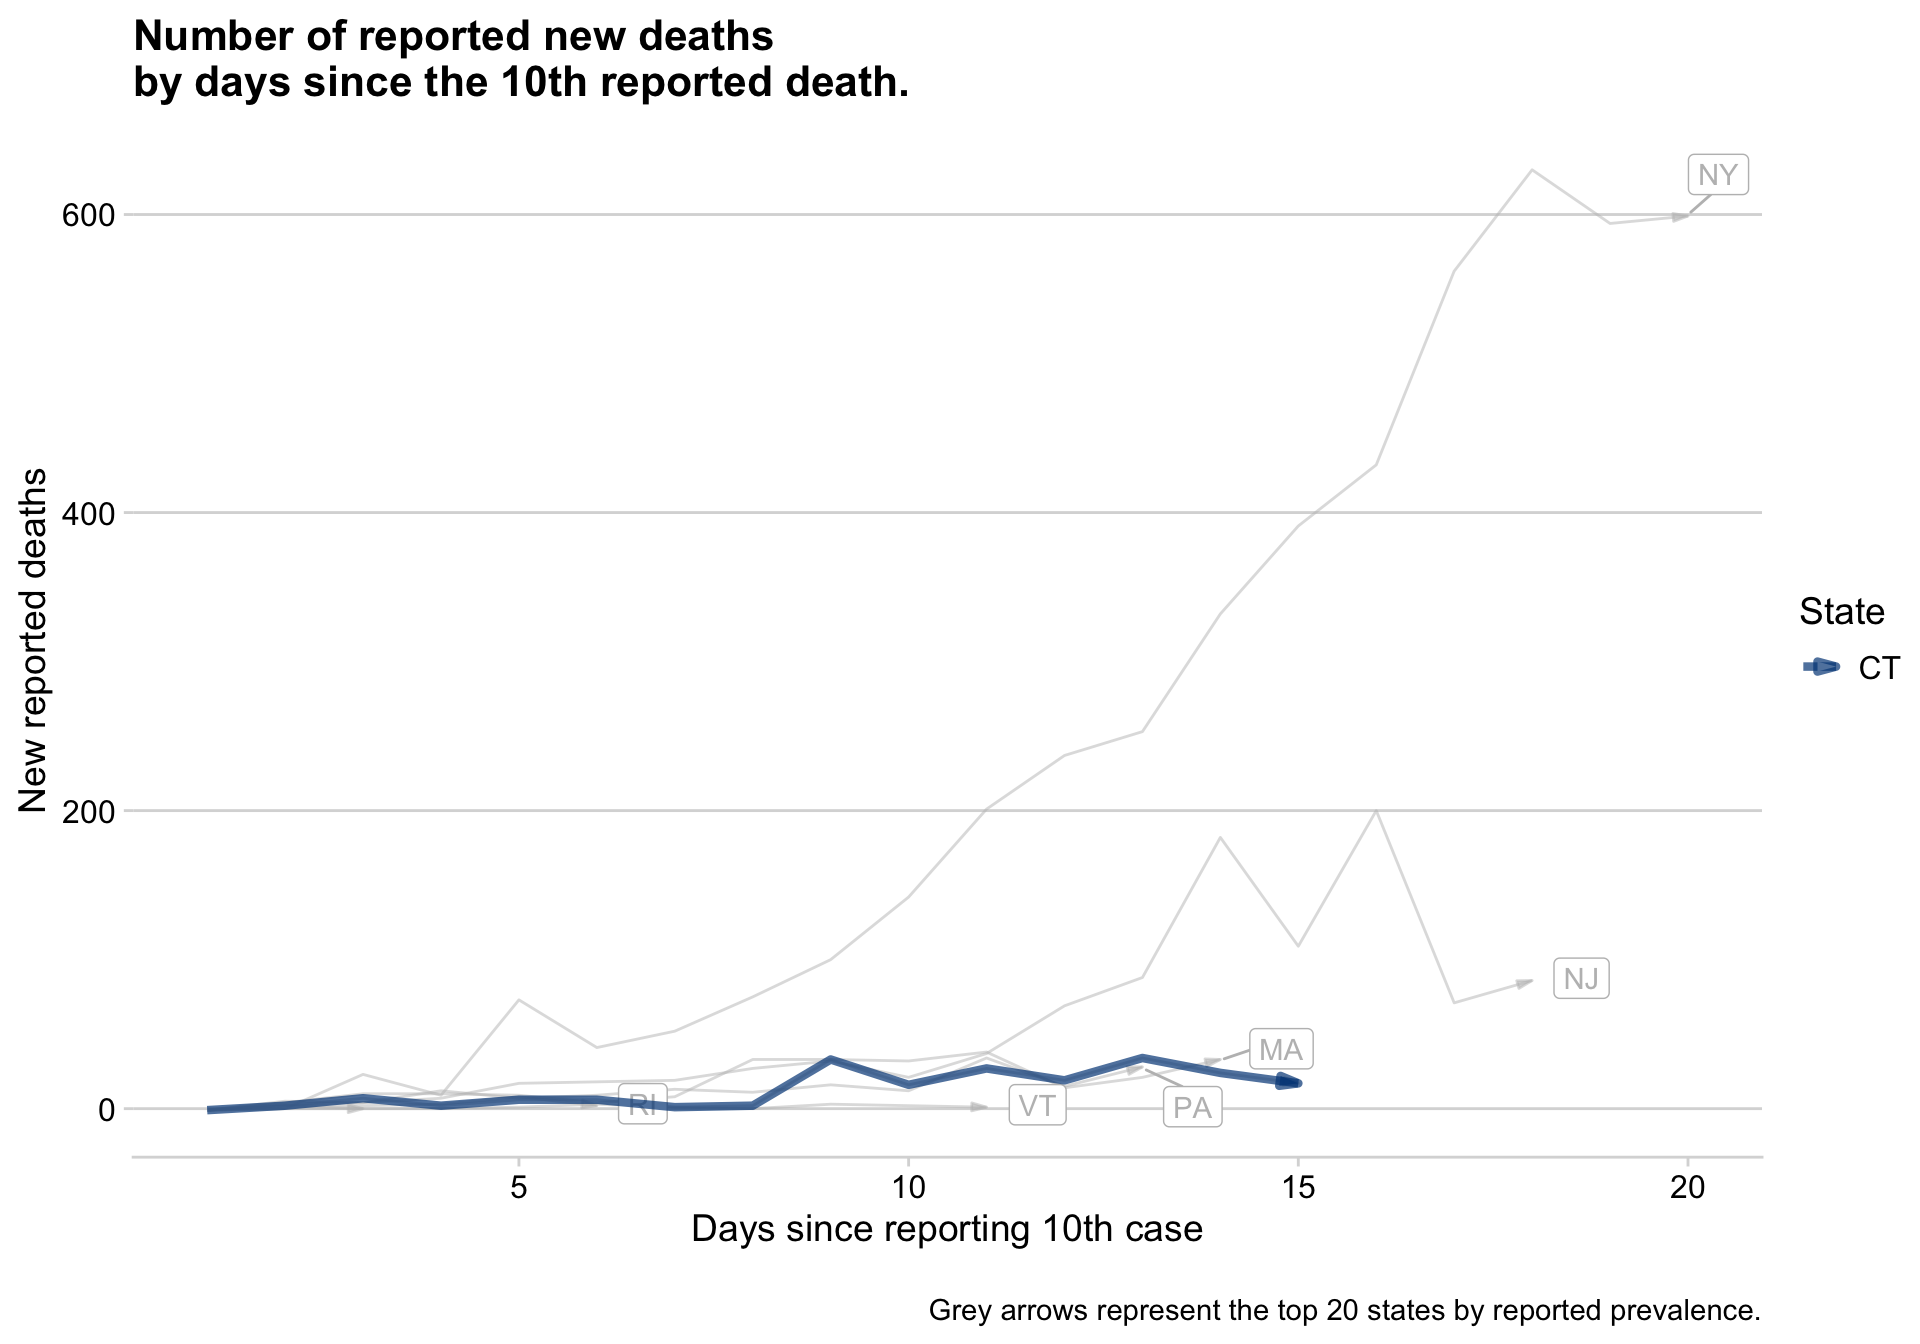 Number of reported new deaths
by days since the 10th reported death.
NY
600
400
200
0
New reported deaths
NJ
MA
RI
VT
PA
State
CT
5
10
15
20
Days since reporting 10th case
Grey arrows represent the top 20 states by reported prevalence.